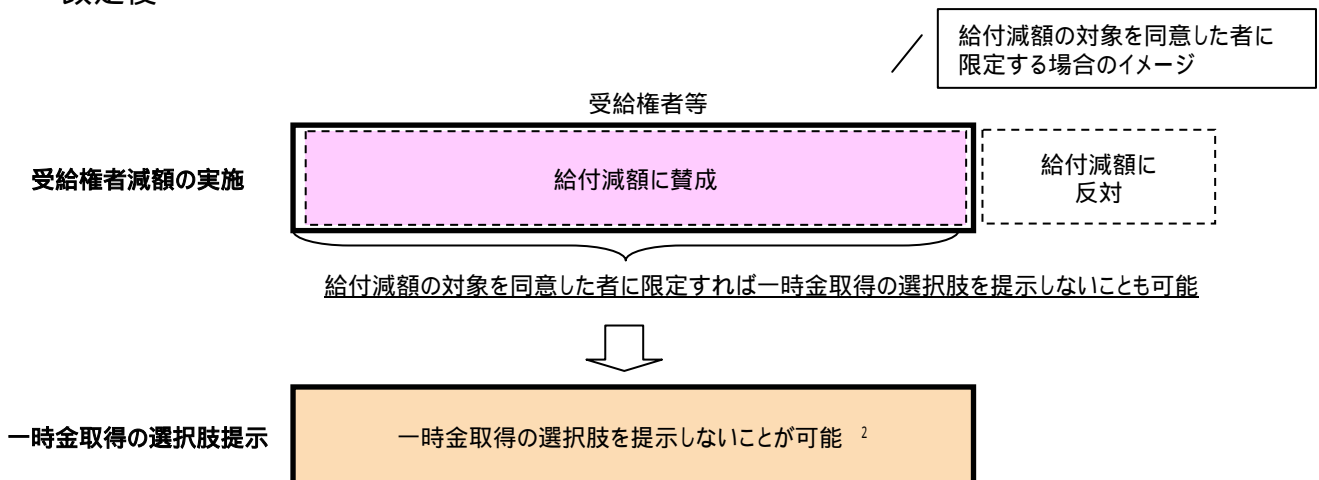 給付減額の対象を同意した者に
限定する場合のイメージ
受給権者等
受給権者減額の実施
給付減額に賛成
給付減額に
反対
給付減額の対象を同意した者に限定すれば一時金取得の選択肢を提示しないことも可能
一時金取得の選択肢提示
一時金取得の選択肢を提示しないことが可能 2